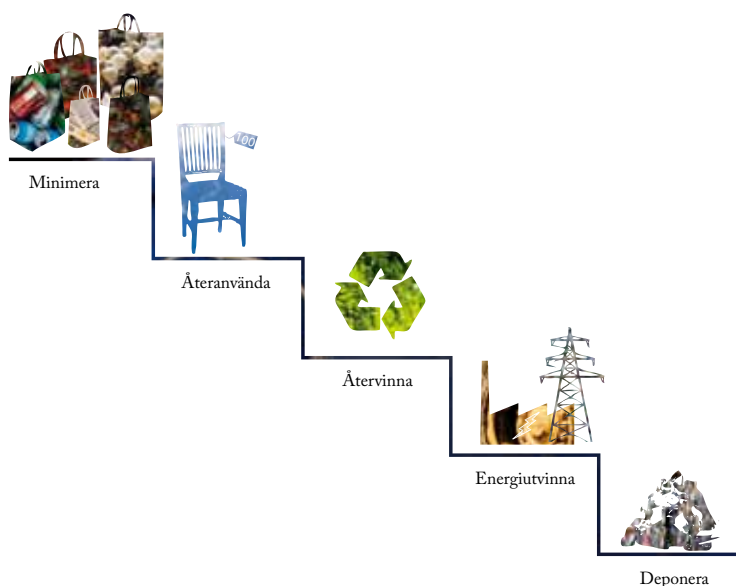 100
Minimera
Återanvända
Återvinna
Energiutvinna
Deponera